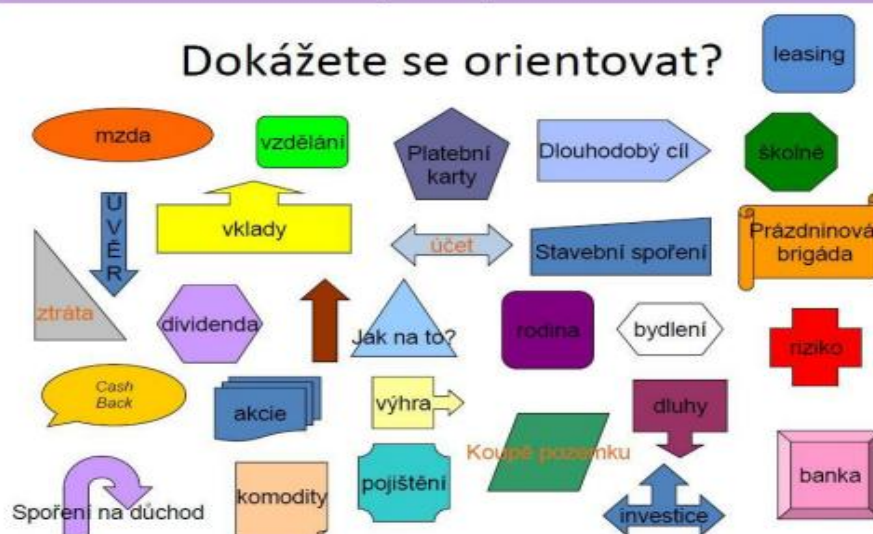 Dokážete se orientovat?
leasing
mzda
vzdělání
Platební
karty
Dlouhodobý cíl
školné
ÚVĚR
vklady
účet
Stavební spoření
Prázdninová
brigáda
ztráta
dividenda
Jak na to?
rodina
bydlení
riziko
Cash
Back
akcie
výhra
dluhy
Koupě pozemku
Spoření na důchod
komodity
pojištění
investice
banka